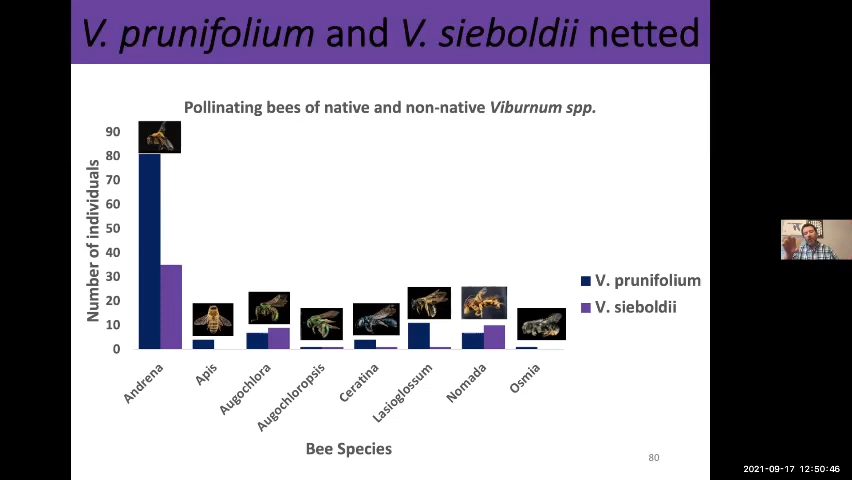 V. prunifolium and V. sieboldii netted
Pollinating bees of native and non-native Viburnum spp.
Number of individuals
90
80
70
60
50
40
30
20
10
0
Andrena
Apis
Augochlora
Augochloropsis
Ceratina
Lasioglossum
Nomada
Osmia
Bee Species
V. prunifolium
V. sieboldii
80
2021-09-17 12:50:46